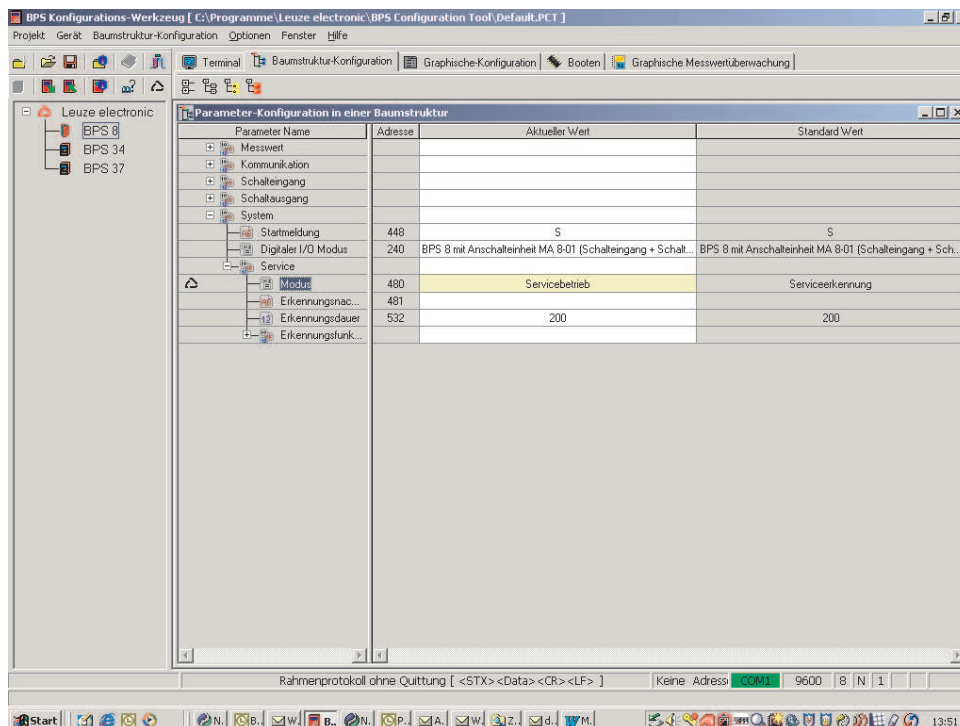 BPS Konfigurations-Werkzeug [ C:\Programme\Leuze electronic\BPS Configuration Tool\Default.PCT ]
Projekt Gerät Baumstruktur-Konfiguration Optionen Fenster Hilfe
Terminal Baumstruktur-Konfiguration Graphische-Konfiguration Booten Graphische Messwertüberwachung
Leuze electronic
BPS 8
BPS 34
BPS 37
Parameter-Konfiguration in einer Baumstruktur
Parameter Name Adresse Aktueller Wert Standard Wert
Messwert
Kommunikation
Schalteingang
Schaltausgang
System
Startmeldung 448 S S
Digitaler I/O Modus 240 BPS 8 mit Anschalteinheit MA 8-01 (Schalteingang + Schalt... BPS 8 mit Anschalteinheit MA 8-01 (Schalteingang + Sch...
Service
Modus 480 Servicebetrieb Serviceerkennung
Erkennungsnac... 481
Erkennungsdauer 532 200 200
Erkennungsfunk...
Rahmenprotokoll ohne Quittung [ <STX><Data><CR><LF> ] Keine Adress COM1 9600 8 N 1
Start N. B. W. B.. N. P. A. W. Z. d. M. 13:51